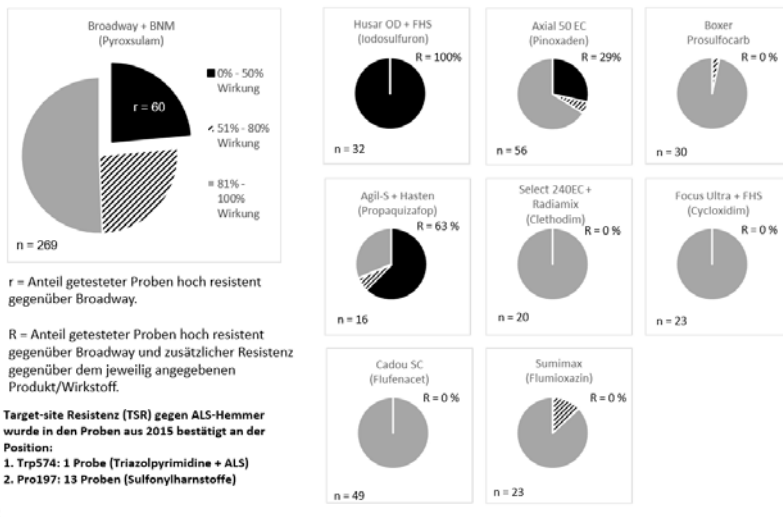 Broadway + BNM
(Pyroxsulam)
r = 60
0% - 50%
Wirkung
51% - 80%
Wirkung
81% -
100%
Wirkung
n = 269
r = Anteil getesteter Proben hoch resistent
gegenüber Broadway.
R = Anteil getesteter Proben hoch resistent
gegenüber Broadway und zusätzlicher Resistenz
gegenüber dem jeweilig angegebenen
Produkt/Wirkstoff.
Target-site Resistenz (TSR) gegen ALS-Hemmer
wurde in den Proben aus 2015 bestätigt an der
Position:
1. Trp574: 1 Probe (Triazolpyrimidine + ALS)
2. Pro197: 13 Proben (Sulfonylharnstoffe)
Husar OD + FHS
(Iodosulfuron)
R = 100%
n = 32
Axial 50 EC
(Pinoxaden)
R = 29%
n = 56
Boxer
Prosulfocarb
R = 0 %
n = 30
Agil-S + Hasten
(Propaquizafop)
R = 63 %
n = 16
Select 240EC +
Radiamix
(Clethodim)
R = 0 %
n = 20
Focus Ultra + FHS
(Cycloxidim)
R = 0 %
n = 23
Cadou SC
(Flufenacet)
R = 0 %
n = 49
Sumimax
(Flumioxazin)
R = 0 %
n = 23